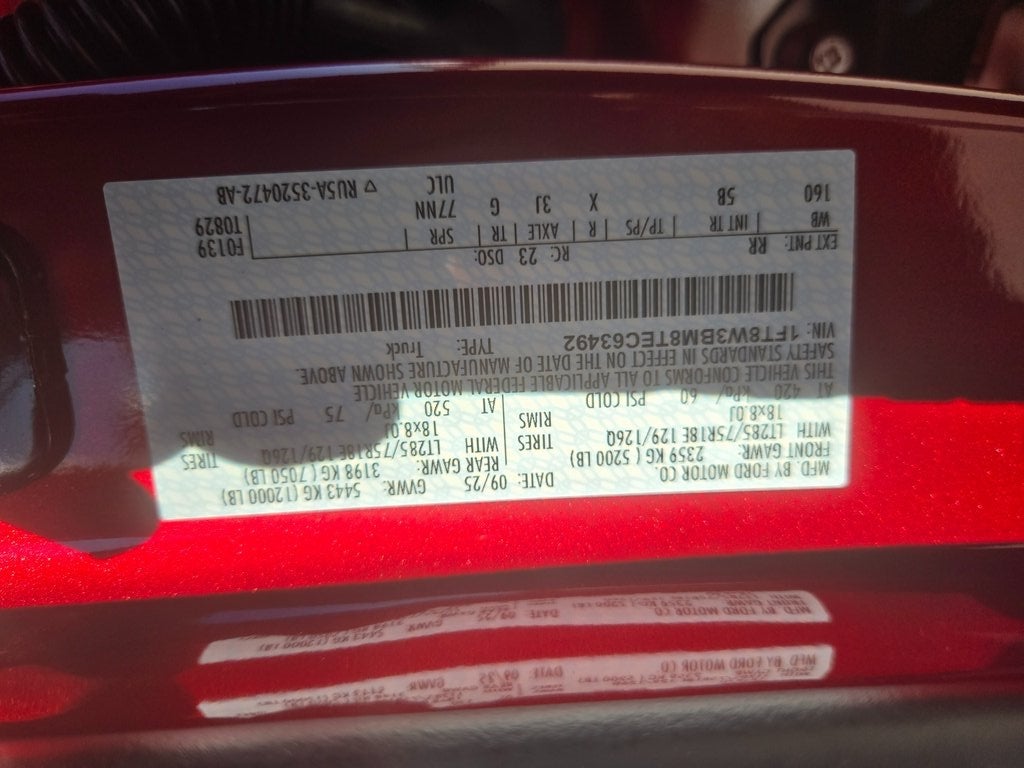 MFD. BY FORD MOTOR CO. DATE: 09/25 GVWR: 5443 KG (12000 LB)
FRONT GAWR: 2359 KG (5200 LB) REAR GAWR: 3198 KG (7050 LB)
WITH LT285/75R18E 129/126Q TIRES WITH LT285/75R18E 129/126Q TIRES
18x8.0J RIMS 18x8.0J RIMS
AT 420 kPa/ 60 PSI COLD AT 520 kPa/ 75 PSI COLD
THIS VEHICLE CONFORMS TO ALL APPLICABLE FEDERAL MOTOR VEHICLE
SAFETY STANDARDS IN EFFECT ON THE DATE OF MANUFACTURE SHOWN ABOVE.
VIN: 1FT8W3BM8TEC63492 TYPE: Truck
EXT PNT: RR RC: 23 DSO: F0139
WB INT TR TP/PS R AXLE TR SPR T0829
160 5B X 3J G 77NN
ULC ▽ RU5A-3520472-AB